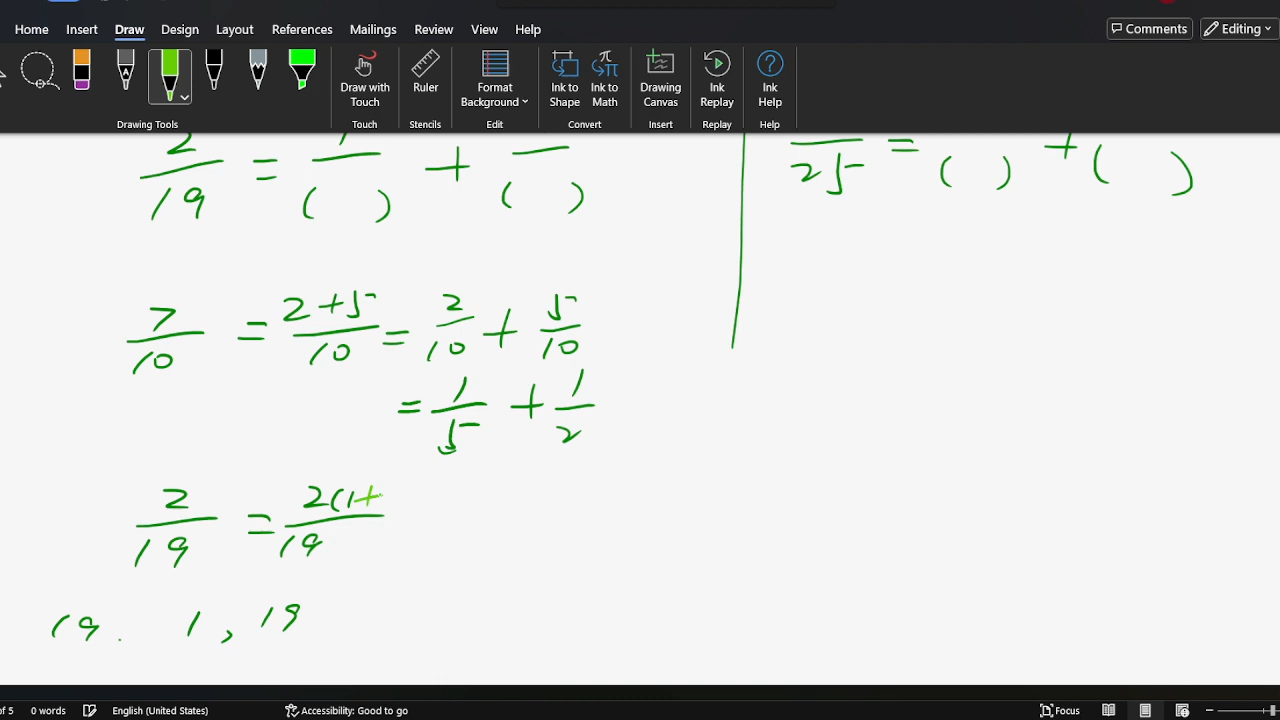 Home Insert Draw Design Layout References Mailings Review View Help Comments Editing
Draw with Touch Ruler Format Background Ink to Shape Ink to Math Drawing Canvas Ink Replay Ink Help
Drawing Tools Touch Stencils Edit Convert Insert Replay Help
2/19 = 1/( ) + /( )
/25 = /( ) + /( )
7/10 = (2+5)/10 = 2/10 + 5/10
= 1/5 + 1/2
2/19 = 2(1+/19
19. 1, 19
of 5 0 words English (United States) Accessibility: Good to go Focus